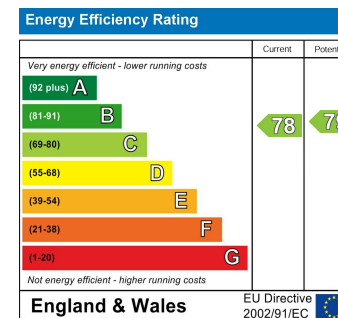 Energy Efficiency Rating
Current
Very energy efficient - lower running costs
(92 plus) A
(81-91) B
(69-80) C
(55-68) D
(39-54) E
(21-38) F
(1-20) G
78
Not energy efficient - higher running costs
England & Wales
EU Directive
2002/91/EC